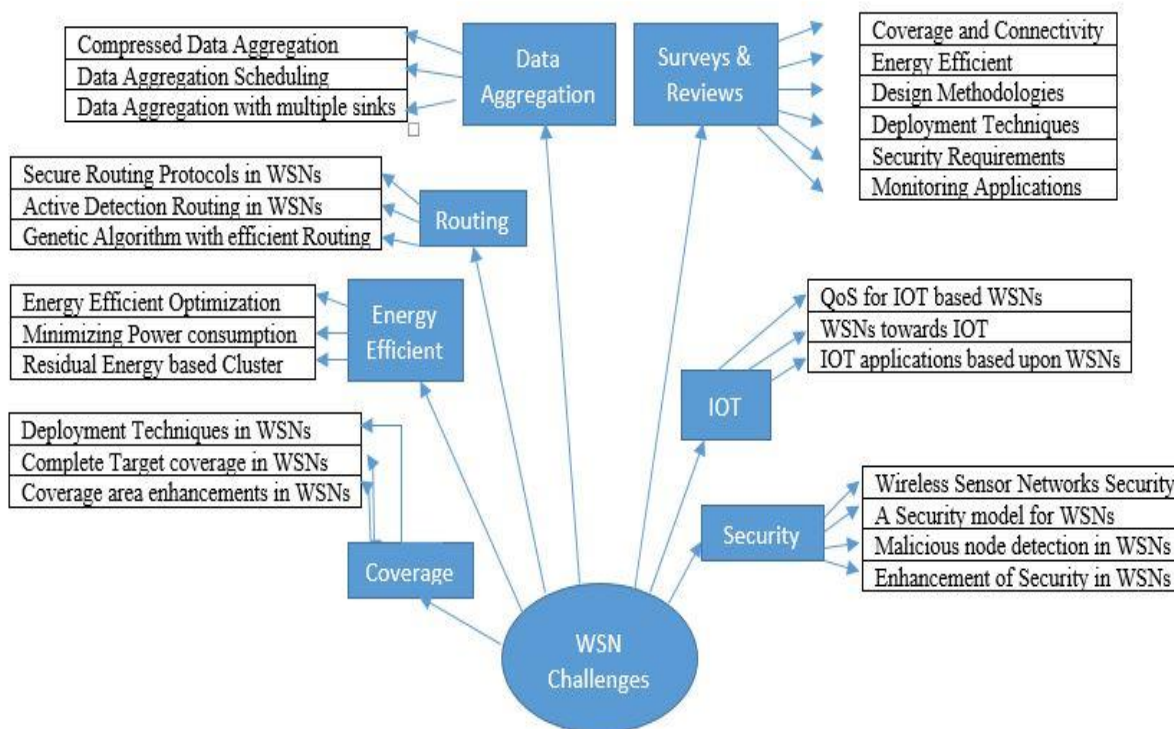 Compressed Data Aggregation
Data Aggregation Scheduling
Data Aggregation with multiple sinks
Data
Aggregation
Surveys &
Reviews
Coverage and Connectivity
Energy Efficient
Design Methodologies
Deployment Techniques
Security Requirements
Monitoring Applications
Secure Routing Protocols in WSNs
Active Detection Routing in WSNs
Genetic Algorithm with efficient Routing
Routing
Energy Efficient Optimization
Minimizing Power consumption
Residual Energy based Cluster
Energy
Efficient
QoS for IOT based WSNs
WSNs towards IOT
IOT applications based upon WSNs
IOT
Deployment Techniques in WSNs
Complete Target coverage in WSNs
Coverage area enhancements in WSNs
Coverage
Security
Wireless Sensor Networks Security
A Security model for WSNs
Malicious node detection in WSNs
Enhancement of Security in WSNs
WSN
Challenges